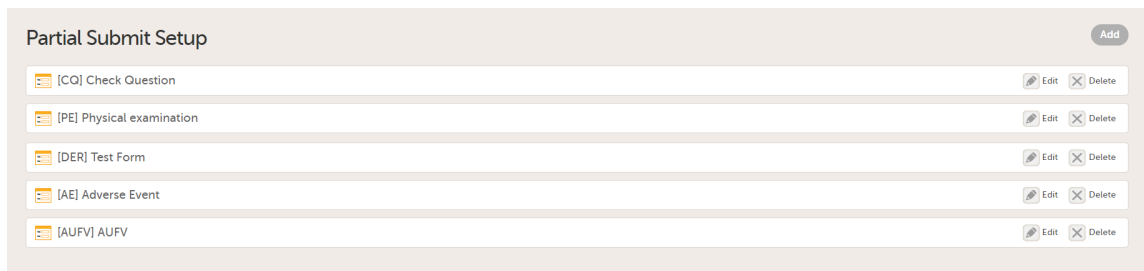 Partial Submit Setup Add
[CQ] Check Question Edit Delete
[PE] Physical examination Edit Delete
[DER] Test Form Edit Delete
[AE] Adverse Event Edit Delete
[AUFV] AUFV Edit Delete